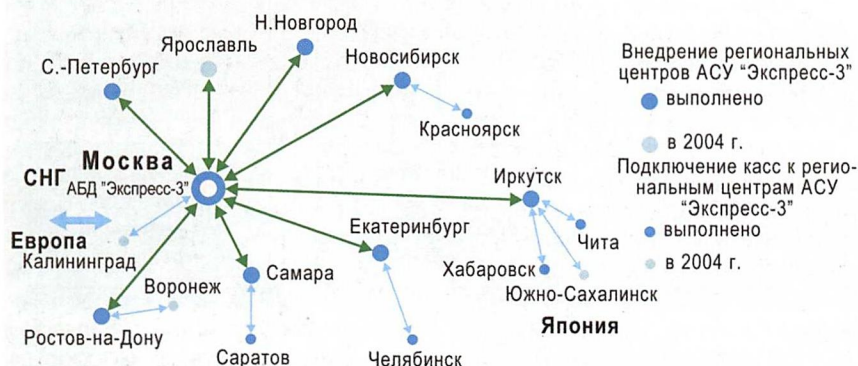 Н.Новгород
Ярославль
С.-Петербург
Новосибирск
Красноярск
Москва
СНГ
АБД "Экспресс-3"
Европа
Калининград
Воронеж
Ростов-на-Дону
Самара
Саратов
Екатеринбург
Челябинск
Иркутск
Чита
Хабаровск
Южно-Сахалинск
Япония
Внедрение региональных
центров АСУ "Экспресс-3"
выполнено
в 2004 г.
Подключение касс к регио-
нальным центрам АСУ
"Экспресс-3"
выполнено
в 2004 г.